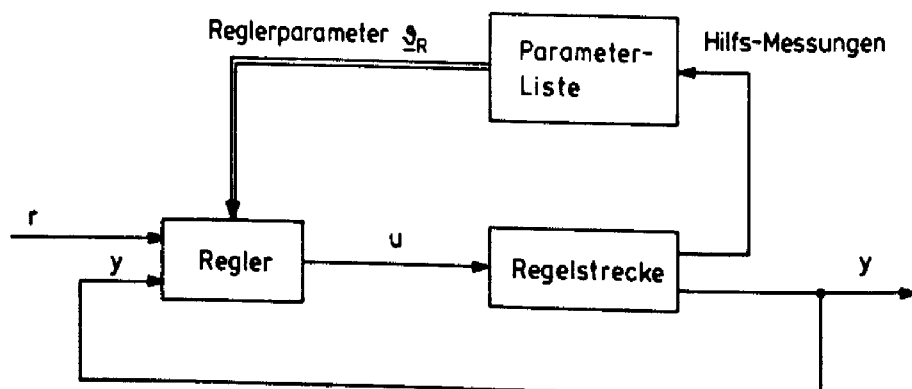 Reglerparameter ϑ_R
Parameter-
Liste
Hilfs-Messungen
r
y
Regler
u
Regelstrecke
y